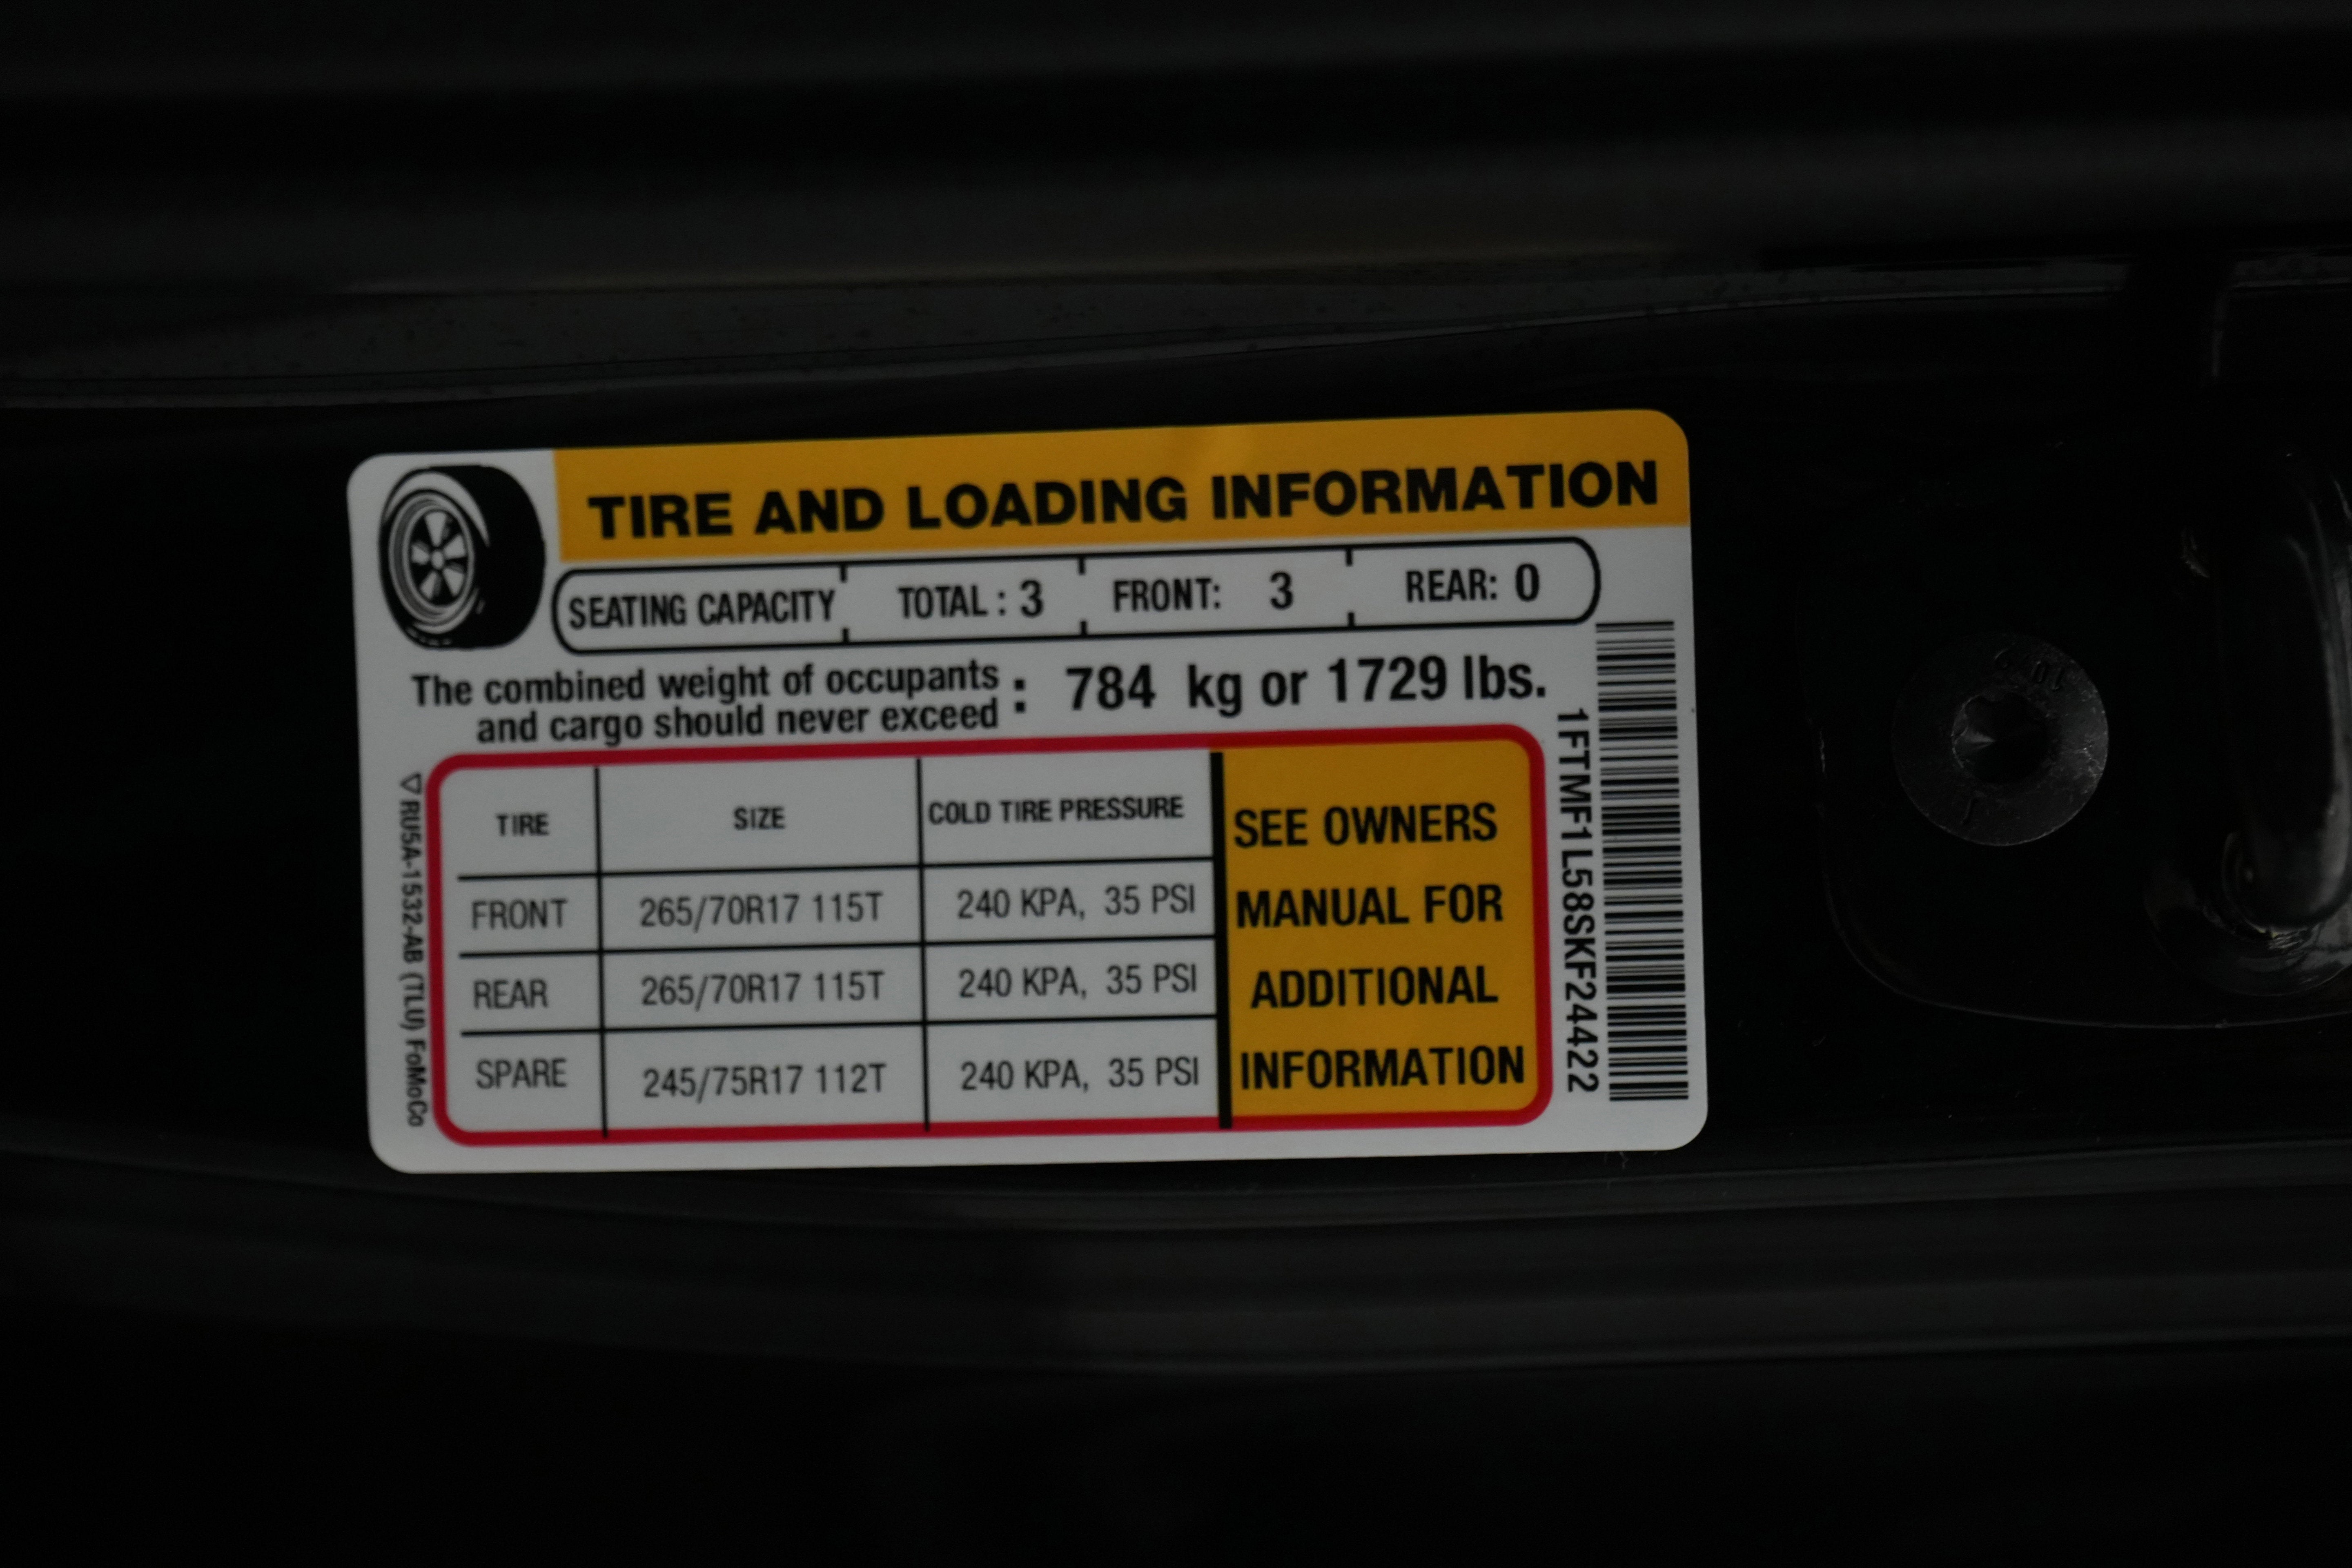 TIRE AND LOADING INFORMATION
SEATING CAPACITY TOTAL : 3 FRONT: 3 REAR: 0
The combined weight of occupants
and cargo should never exceed : 784 kg or 1729 lbs.
TIRE SIZE COLD TIRE PRESSURE
FRONT 265/70R17 115T 240 KPA, 35 PSI
REAR 265/70R17 115T 240 KPA, 35 PSI
SPARE 245/75R17 112T 240 KPA, 35 PSI
SEE OWNERS
MANUAL FOR
ADDITIONAL
INFORMATION
1FTMF1L58SKF24422
RU5A-1532-AB (TLU) FoMoCo